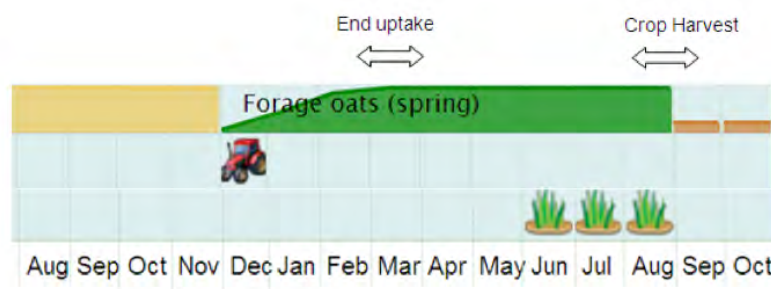 End uptake
Crop Harvest
Forage oats (spring)
Aug Sep Oct Nov Dec Jan Feb Mar Apr May Jun Jul Aug Sep Oct